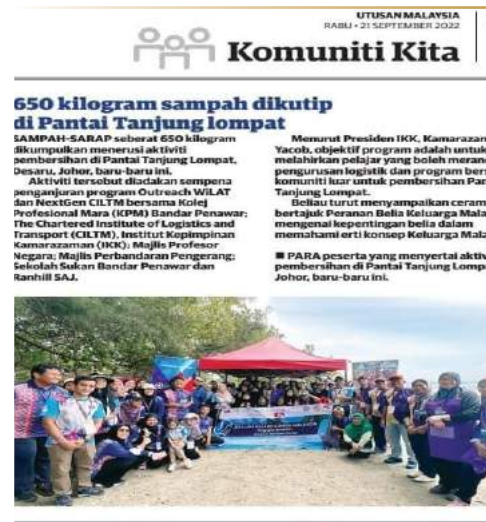 UTUSAN MALAYSIA
RABU • 21 SEPTEMBER 2022
Komuniti Kita
650 kilogram sampah dikutip
di Pantai Tanjung lompat
SAMPAH-SARAP seberat 650 kilogram
dikumpulkan menerusi aktiviti
pembersihan di Pantai Tanjung Lompat,
Desaru, Johor, baru-baru ini.
Aktiviti tersebut diadakan sempena
penganjuran program Outreach WiLAT
dan NextGen CILTM bersama Kolej
Profesional Mara (KPM) Bandar Penawar;
The Chartered Institute of Logistics and
Transport (CILTM), Institut Kepimpinan
Kamarazaman (IKK); Majlis Profesor
Negara; Majlis Perbandaran Pengerang;
Sekolah Sukan Bandar Penawar dan
Ranhill SAJ.
Menurut Presiden IKK, Kamarazam
Yacob, objektif program adalah untuk
melahirkan pelajar yang boleh meranc
pengurusan logistik dan program bers
komuniti luar untuk pembersihan Pan
Tanjung Lompat.
Beliau turut menyampaikan ceram
bertajuk Peranan Belia Keluarga Mala
mengenai kepentingan belia dalam
memahami erti konsep Keluarga Mala
■ PARA peserta yang menyertai aktiv
pembersihan di Pantai Tanjung Lompa
Johor, baru-baru ini.